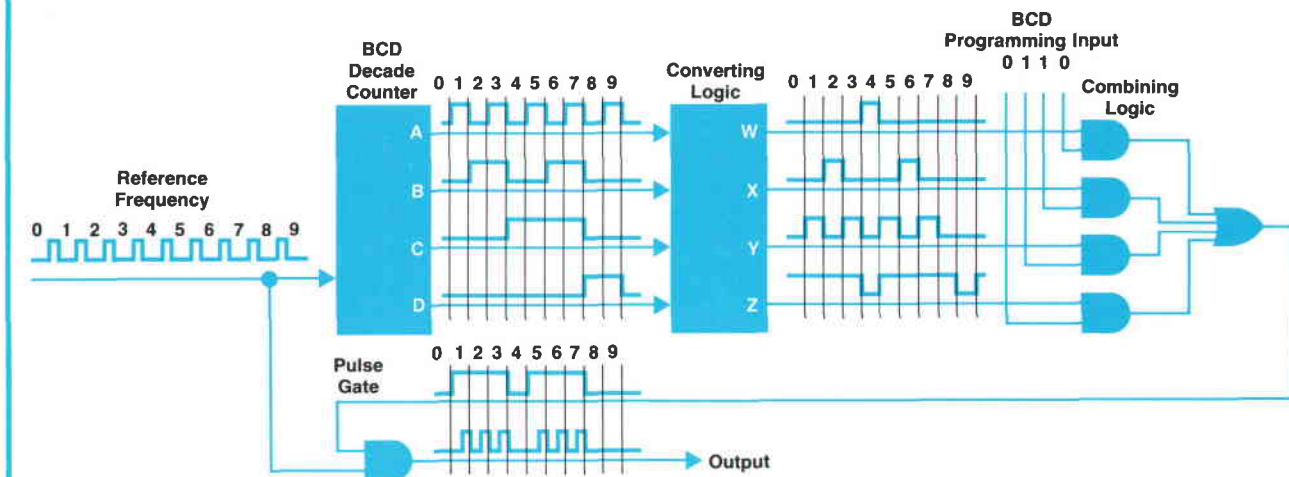 BCD
Programming Input
0 1 1 0
BCD
Decade
Counter
0 1 2 3 4 5 6 7 8 9
Converting
Logic
0 1 2 3 4 5 6 7 8 9
Combining
Logic
A
W
Reference
Frequency
B
X
0 1 2 3 4 5 6 7 8 9
C
Y
D
Z
Pulse
Gate
0 1 2 3 4 5 6 7 8 9
Output